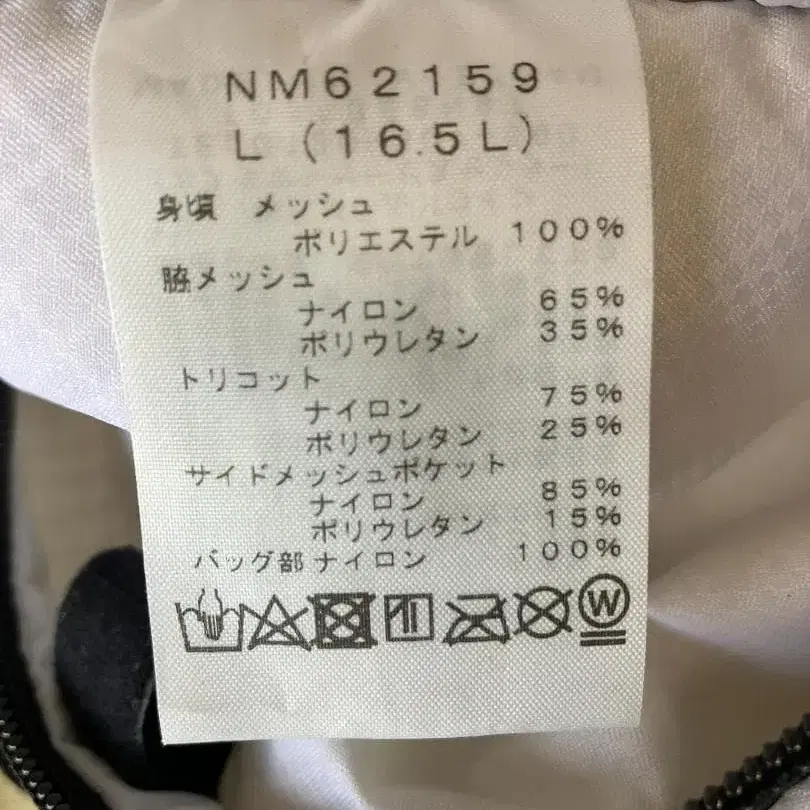 NM62159
L (16.5L)
身頃 メッシュ
ポリエステル 100%
脇メッシュ
ナイロン 65%
ポリウレタン 35%
トリコット
ナイロン 75%
ポリウレタン 25%
サイドメッシュポケット
ナイロン 85%
ポリウレタン 15%
バッグ部 ナイロン 100%
W